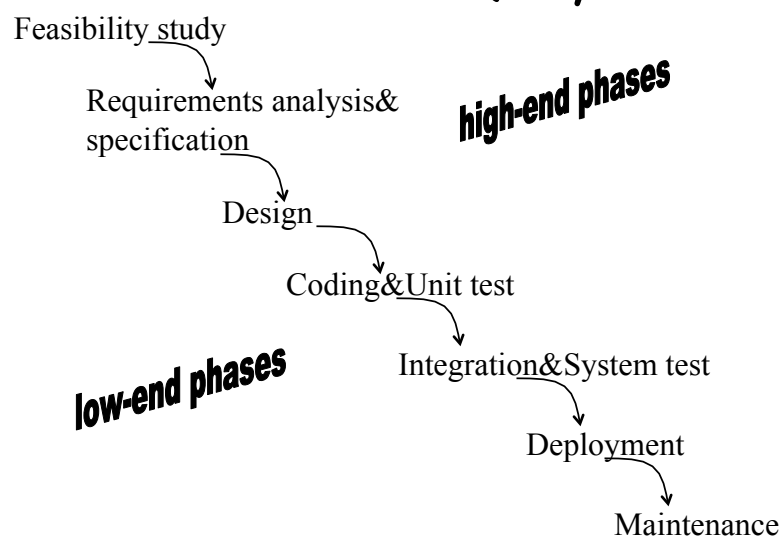 Feasibility study
Requirements analysis&
specification
high-end phases
Design
Coding&Unit test
low-end phases
Integration&System test
Deployment
Maintenance